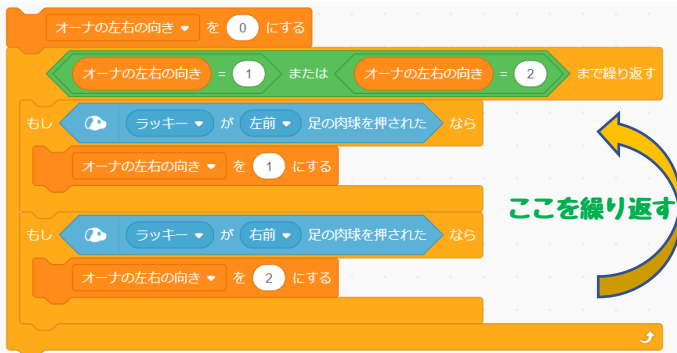 オーナの左右の向き を 0 にする
オーナの左右の向き = 1 または オーナの左右の向き = 2 まで繰り返す
もし ラッキー が 左前 足の肉球を押された なら
オーナの左右の向き を 1 にする
ここを繰り返す
もし ラッキー が 右前 足の肉球を押された なら
オーナの左右の向き を 2 にする